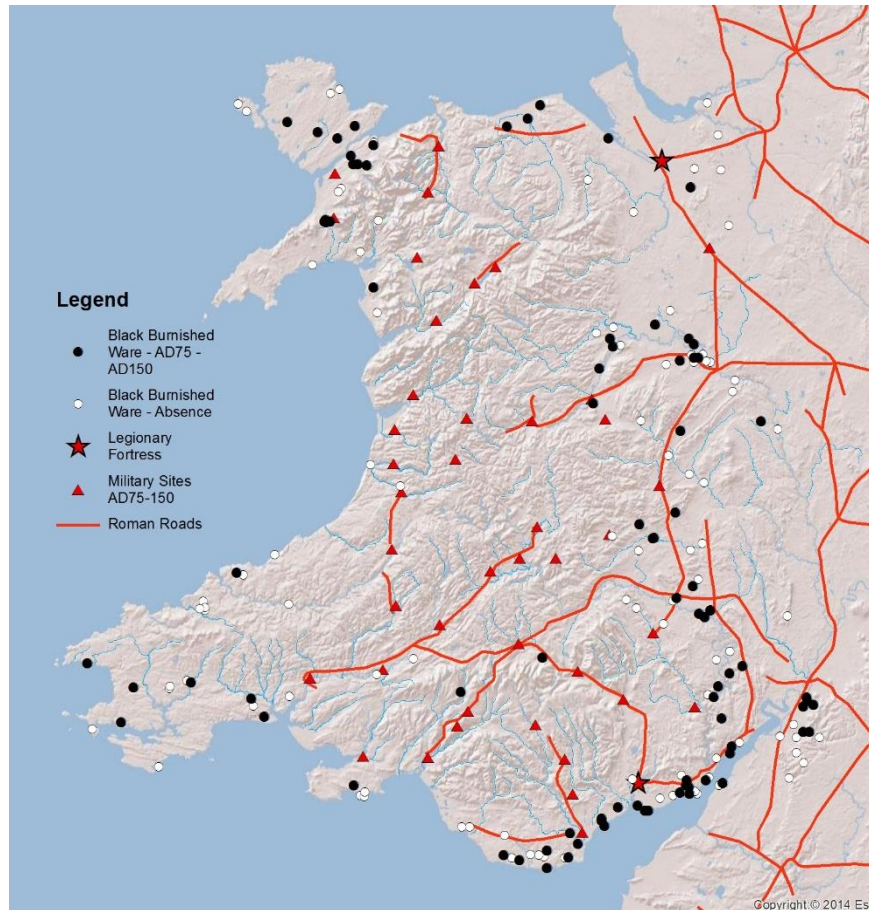 Legend
Black Burnished
Ware - AD75 -
AD150
Black Burnished
Ware - Absence
Legionary
Fortress
Military Sites
AD75-150
Roman Roads
Copyright:© 2014 Es